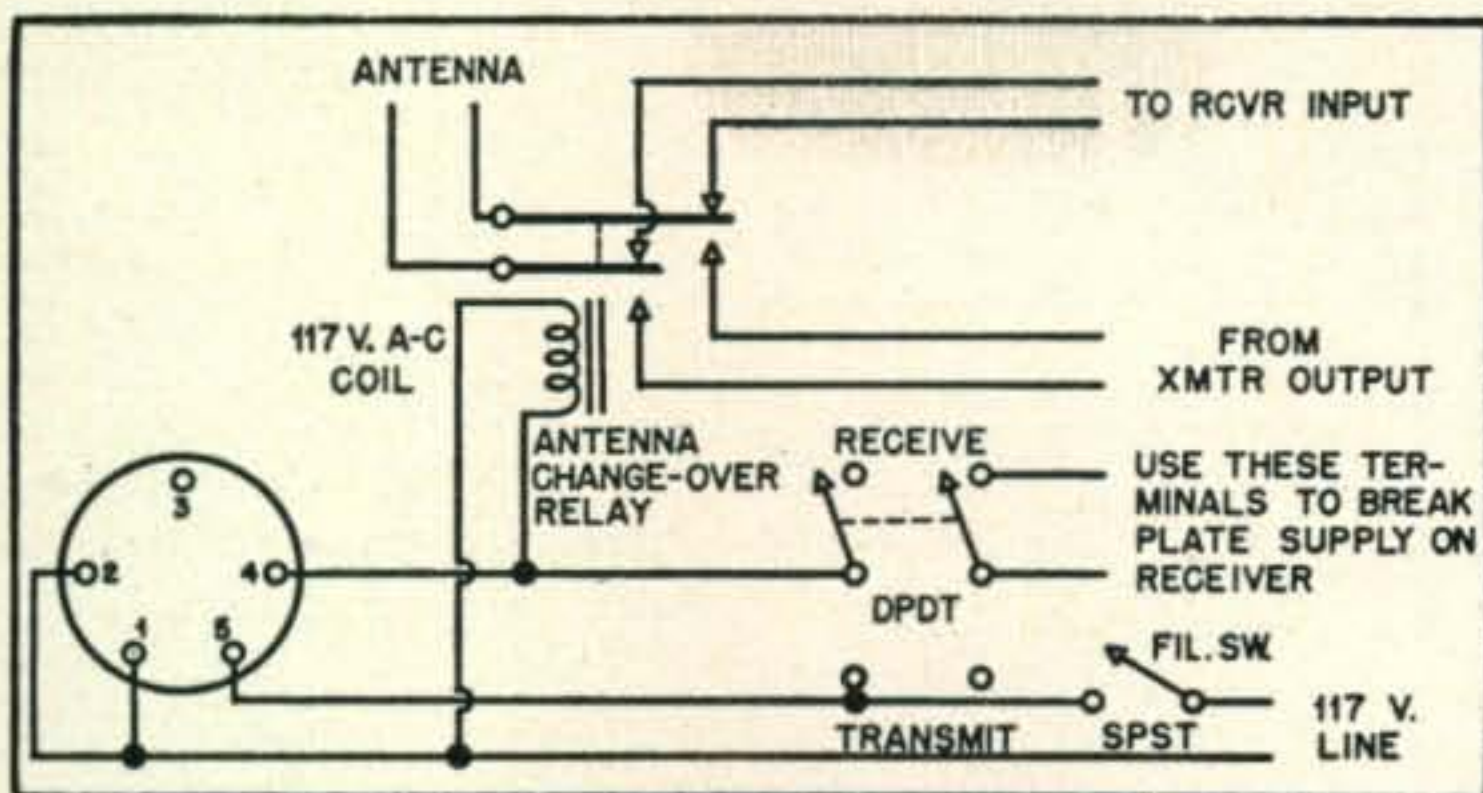 ANTENNA
TO RCVR INPUT
117 V. A-C
COIL
FROM
XMTR OUTPUT
ANTENNA
CHANGE-OVER
RELAY
RECEIVE
USE THESE TER-
MINALS TO BREAK
PLATE SUPPLY ON
RECEIVER
3
2
4
1
5
DPDT
FIL. SW.
TRANSMIT
SPST
117 V.
LINE